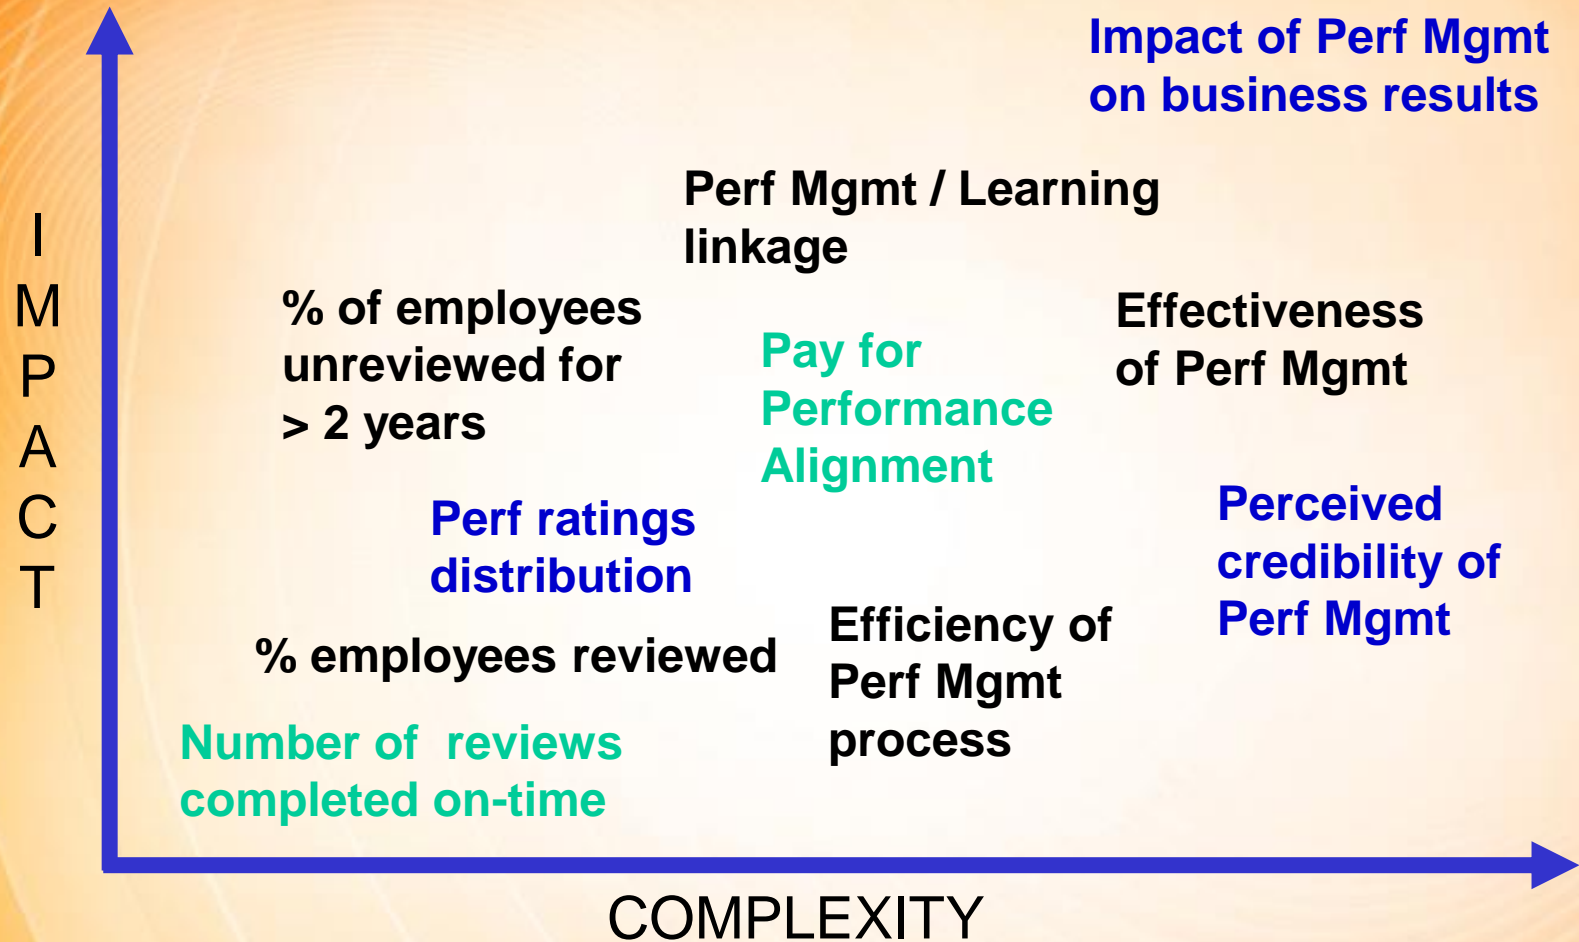 Impact of Perf Mgmt
on business results
Perf Mgmt / Learning
linkage
% of employees
unreviewed for
> 2 years
Pay for
Performance
Alignment
Effectiveness
of Perf Mgmt
Perf ratings
distribution
Perceived
credibility of
Perf Mgmt
% employees reviewed
Efficiency of
Perf Mgmt
process
Number of  reviews
completed on-time
I
M
P
A
C
T
COMPLEXITY